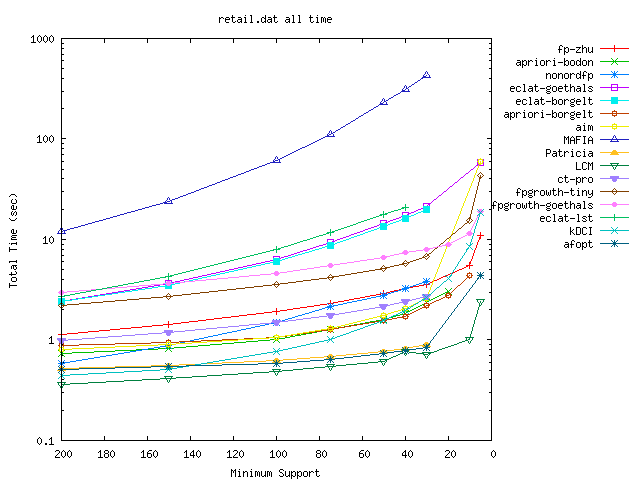 retail.dat all time
1000
100
10
1
0.1
Total Time (sec)
200 180 160 140 120 100 80 60 40 20 0
Minimum Support
fp-zhu
apriori-bodon
nonordfp
eclat-goethals
eclat-borgelt
apriori-borgelt
aim
MAFIA
Patricia
LCM
ct-pro
fpgrowth-tiny
fpgrowth-goethals
eclat-lst
kDCI
afopt